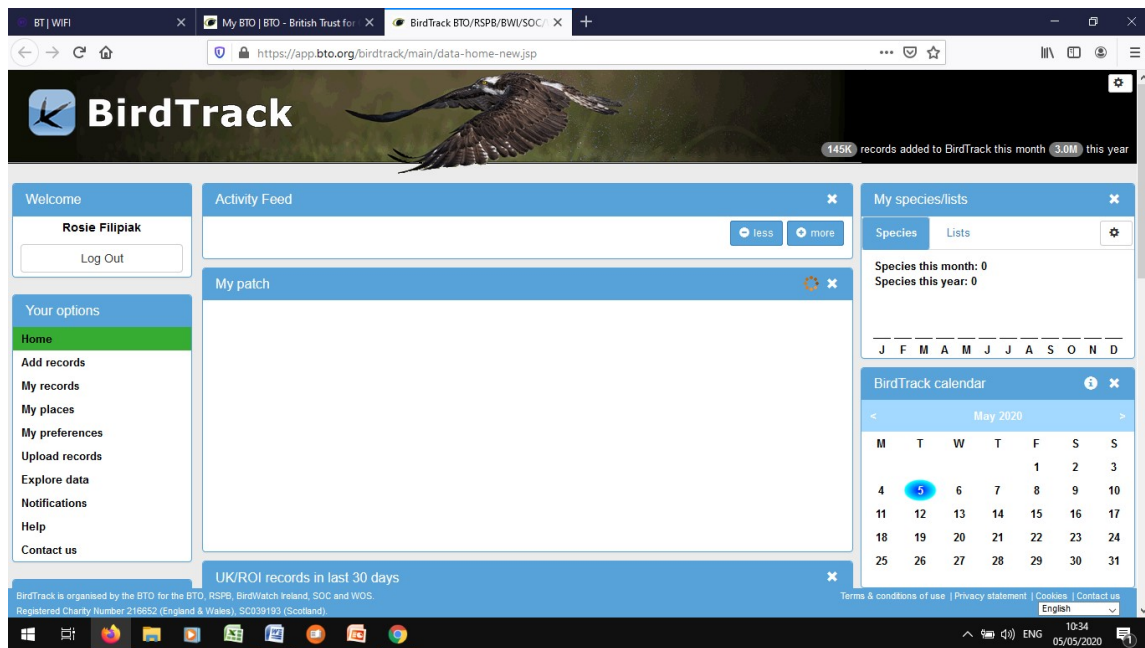 BT | WIFI
My BTO | BTO - British Trust for
BirdTrack BTO/RSPB/BWI/SOC/
https://app.bto.org/birdtrack/main/data-home-new.jsp
BirdTrack
145K records added to BirdTrack this month 3.0M this year
Welcome
Rosie Filipiak
Log Out
Your options
Home
Add records
My records
My places
My preferences
Upload records
Explore data
Notifications
Help
Contact us
Activity Feed
less more
My patch
UK/ROI records in last 30 days
My species/lists
Species Lists
Species this month: 0
Species this year: 0
J F M A M J J A S O N D
BirdTrack calendar
< May 2020 >
M T W T F S S
1 2 3
4 5 6 7 8 9 10
11 12 13 14 15 16 17
18 19 20 21 22 23 24
25 26 27 28 29 30 31
BirdTrack is organised by the BTO for the BTO, RSPB, BirdWatch Ireland, SOC and WOS.
Registered Charity Number 216652 (England & Wales), SC039193 (Scotland).
Terms & conditions of use | Privacy statement | Cookies | Contact us
English
ENG
10:34
05/05/2020